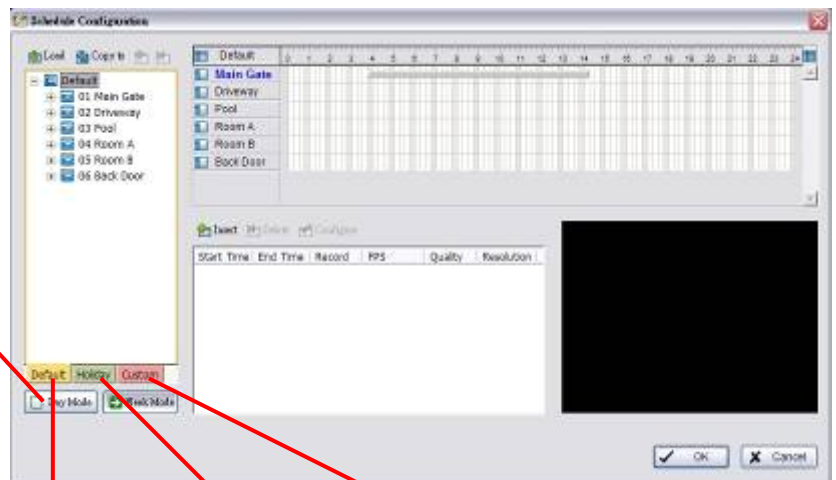 Schedule Configuration
Load Copy to
Default 0 1 2 3 4 5 6 7 8 9 10 11 12 13 14 15 16 17 18 19 20 21 22 23 24
Main Gate
Driveway
Pool
Room A
Room B
Back Door
Default
01 Main Gate
02 Driveway
03 Pool
04 Room A
05 Room B
06 Back Door
Insert Delete Configure
Start Time End Time Record FPS Quality Resolution
Default Holiday Custom
Day Mode Week Mode
OK Cancel